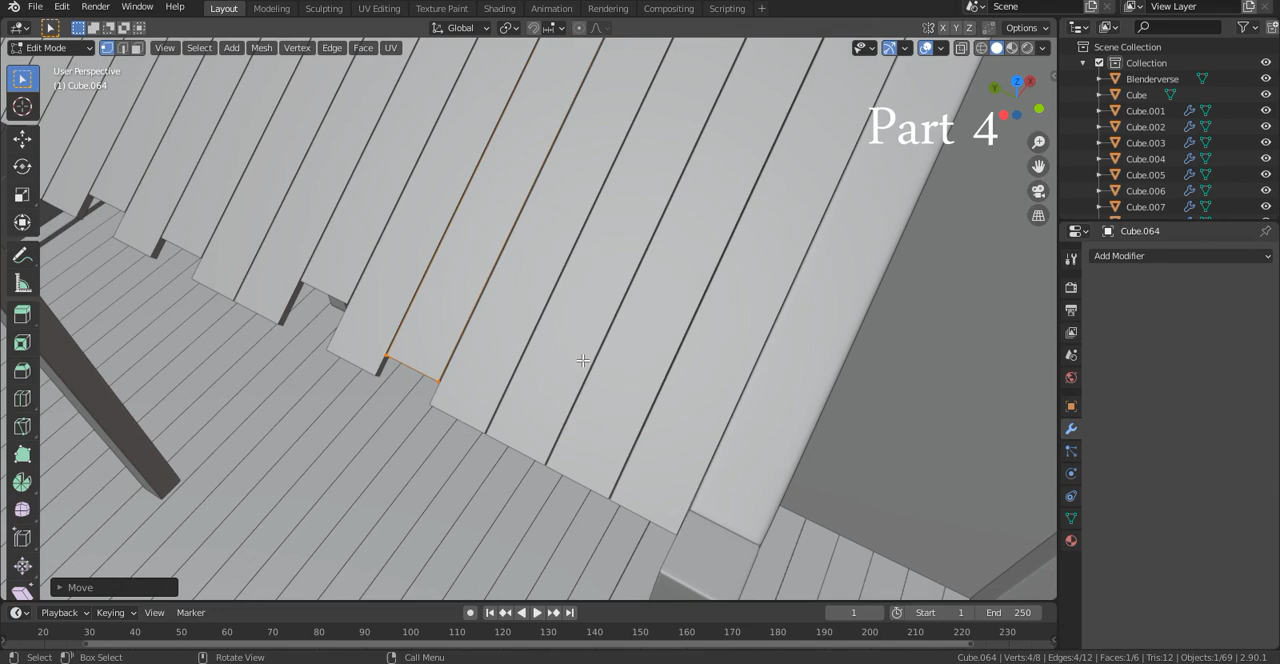 File Edit Render Window Help Layout Modeling Sculpting UV Editing Texture Paint Shading Animation Rendering Compositing Scripting + Scene View Layer
Global Options
Edit Mode View Select Add Mesh Vertex Edge Face UV
X Y Z
User Perspective
(1) Cube.064
Part 4
Z
X
Y
Scene Collection
Collection
Blenderverse
Cube
Cube.001
Cube.002
Cube.003
Cube.004
Cube.005
Cube.006
Cube.007
Cube.064
Add Modifier
Move
Playback Keying View Marker 1 Start 1 End 250
20 30 40 50 60 70 80 90 100 110 120 130 140 150 160 170 180 190 200 210 220 230
Select Box Select Rotate View Call Menu Cube.064 | Verts:4/8 | Edges:4/12 | Faces:1/6 | Tris:12 | Objects:1/69 | 2.90.1